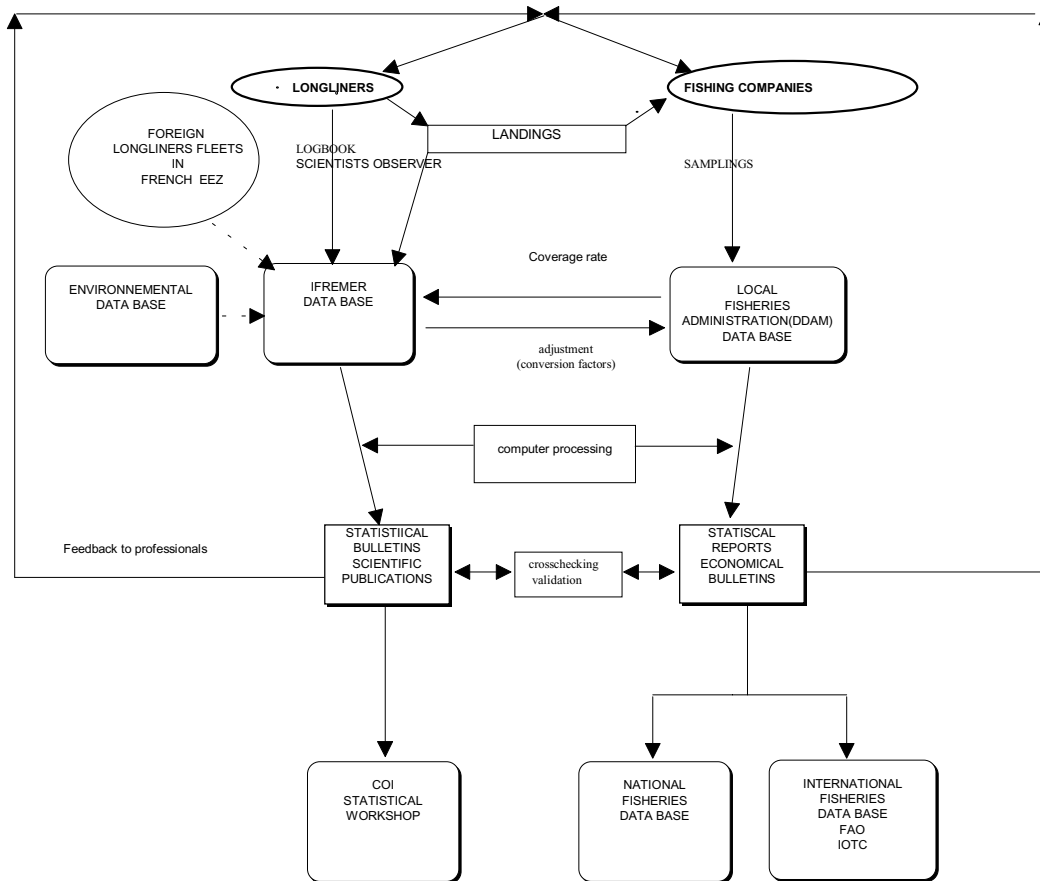 LONGLINERS
FISHING COMPANIES
LANDINGS
FOREIGN
LONGLINERS FLEETS
IN
FRENCH EEZ
LOGBOOK
SCIENTISTS OBSERVER
SAMPLINGS
Coverage rate
ENVIRONNEMENTAL
DATA BASE
IFREMER
DATA BASE
LOCAL
FISHERIES
ADMINISTRATION(DDAM)
DATA BASE
adjustment
(conversion factors)
computer processing
Feedback to professionals
STATISTIICAL
BULLETINS
SCIENTIFIC
PUBLICATIONS
crosschecking
validation
STATISCAL
REPORTS
ECONOMICAL
BULLETINS
COI
STATISTICAL
WORKSHOP
NATIONAL
FISHERIES
DATA BASE
INTERNATIONAL
FISHERIES
DATA BASE
FAO
IOTC